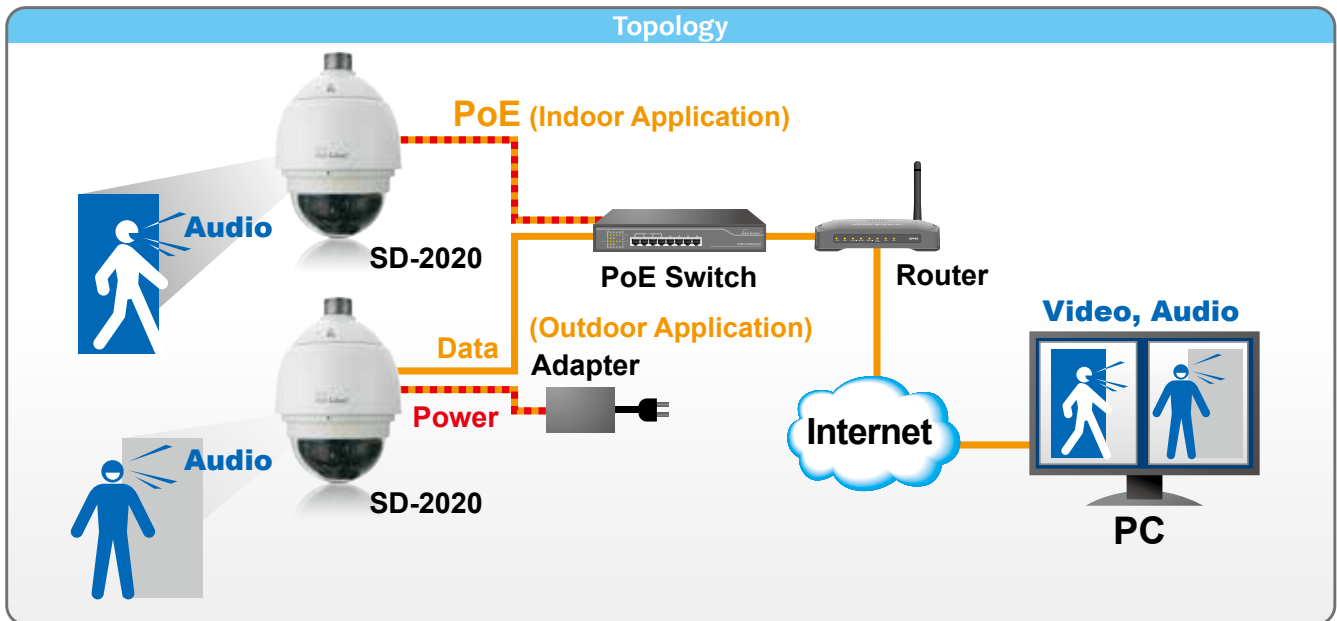 Topology
PoE (Indoor Application)
Audio
SD-2020
PoE Switch
Router
(Outdoor Application)
Data
Adapter
Power
Video, Audio
Internet
Audio
SD-2020
PC